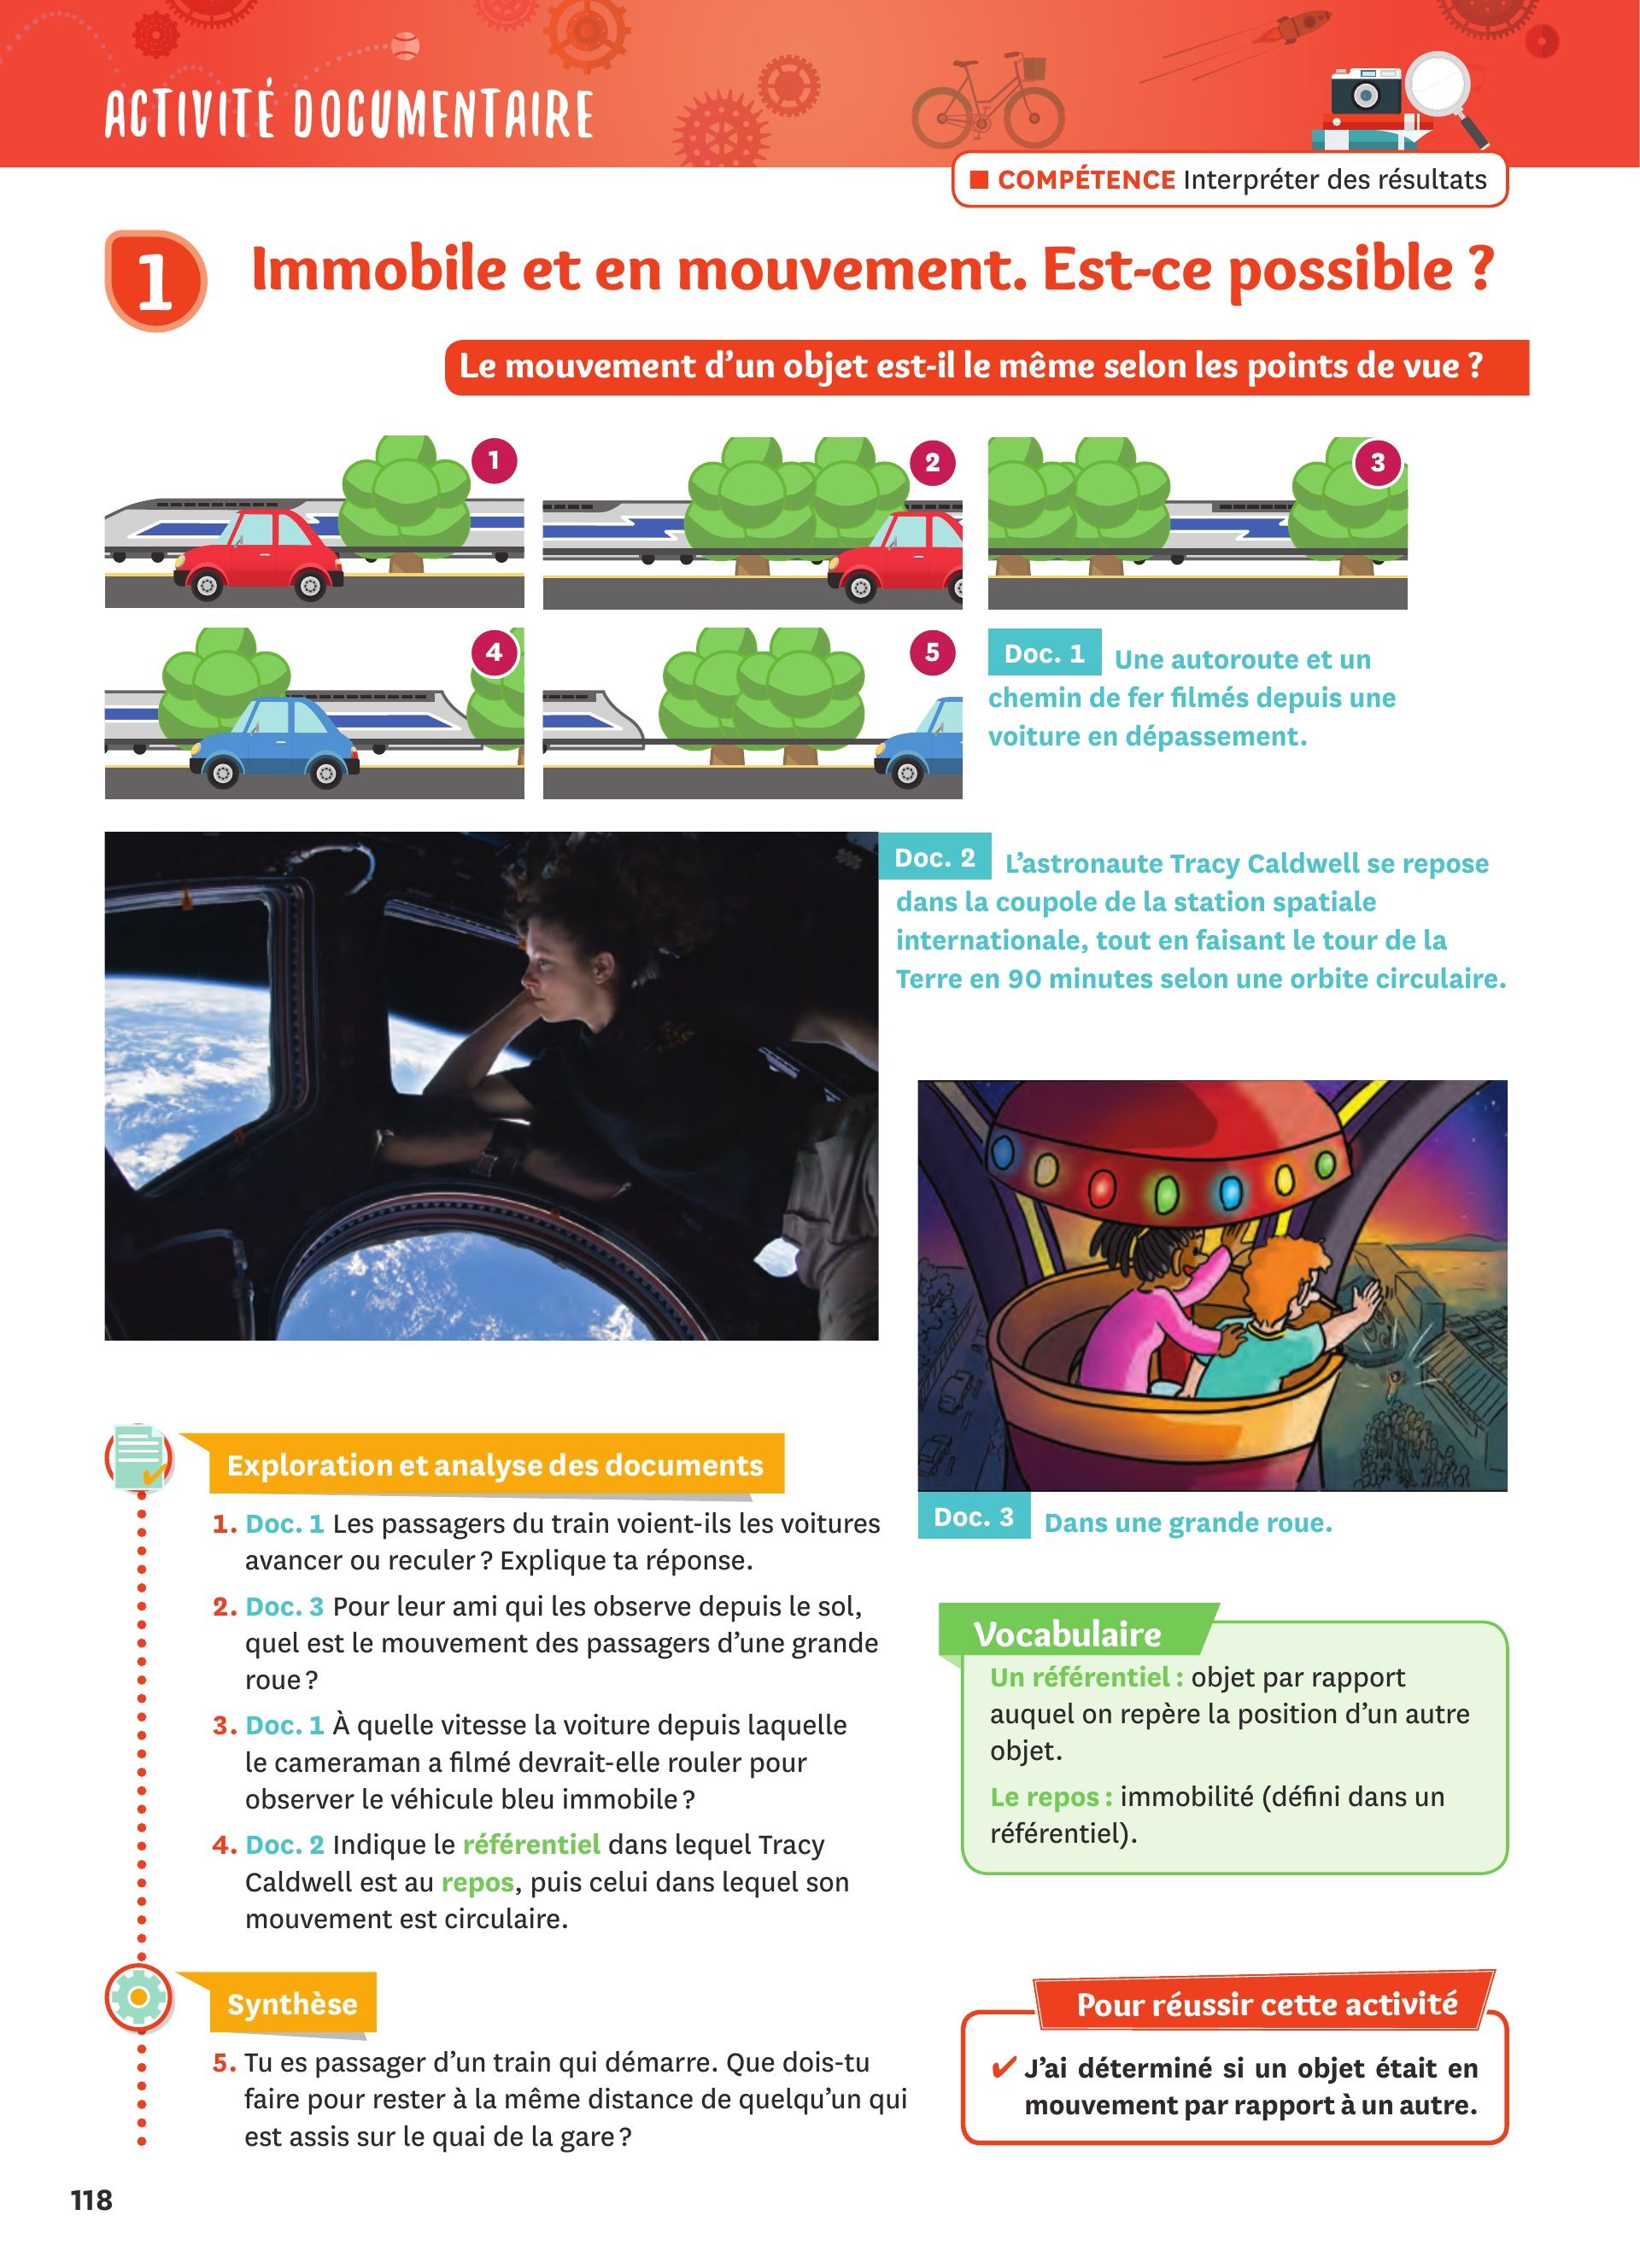 ACTIVITÉ DOCUMENTAIRE
■ COMPÉTENCE Interpréter des résultats
1 Immobile et en mouvement. Est-ce possible ?
Le mouvement d’un objet est-il le même selon les points de vue ?
1
2
3
4
5
Doc. 1 Une autoroute et un
chemin de fer filmés depuis une
voiture en dépassement.
Doc. 2 L’astronaute Tracy Caldwell se repose
dans la coupole de la station spatiale
internationale, tout en faisant le tour de la
Terre en 90 minutes selon une orbite circulaire.
Doc. 3 Dans une grande roue.
Exploration et analyse des documents
1. Doc. 1 Les passagers du train voient-ils les voitures
avancer ou reculer ? Explique ta réponse.
2. Doc. 3 Pour leur ami qui les observe depuis le sol,
quel est le mouvement des passagers d’une grande
roue ?
3. Doc. 1 À quelle vitesse la voiture depuis laquelle
le cameraman a filmé devrait-elle rouler pour
observer le véhicule bleu immobile ?
4. Doc. 2 Indique le référentiel dans lequel Tracy
Caldwell est au repos, puis celui dans lequel son
mouvement est circulaire.
Vocabulaire
Un référentiel : objet par rapport
auquel on repère la position d’un autre
objet.
Le repos : immobilité (défini dans un
référentiel).
Synthèse
5. Tu es passager d’un train qui démarre. Que dois-tu
faire pour rester à la même distance de quelqu’un qui
est assis sur le quai de la gare ?
Pour réussir cette activité
✔ J’ai déterminé si un objet était en
mouvement par rapport à un autre.
118